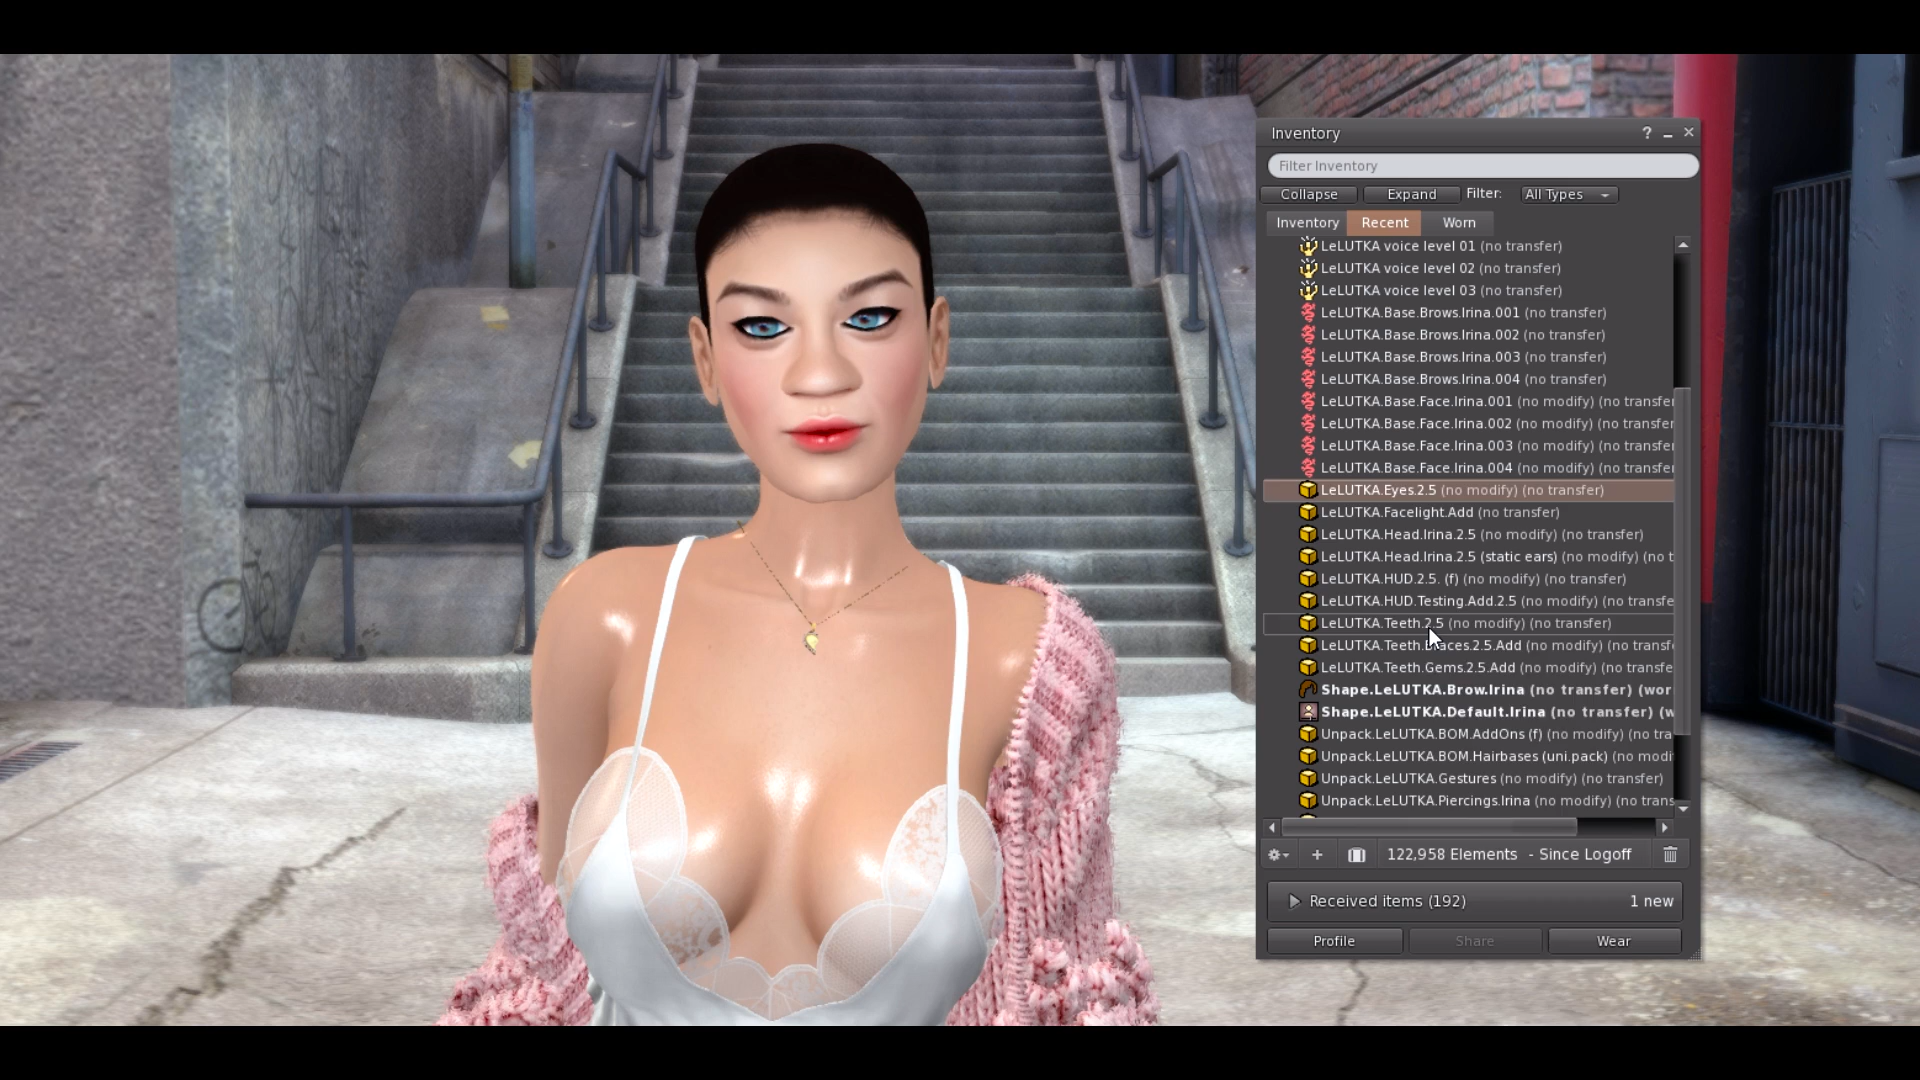 Inventory ?
Filter Inventory
Collapse Expand Filter: All Types
Inventory Recent Worn
LeLUTKA voice level 01 (no transfer)
LeLUTKA voice level 02 (no transfer)
LeLUTKA voice level 03 (no transfer)
LeLUTKA.Base.Brows.Irina.001 (no transfer)
LeLUTKA.Base.Brows.Irina.002 (no transfer)
LeLUTKA.Base.Brows.Irina.003 (no transfer)
LeLUTKA.Base.Brows.Irina.004 (no transfer)
LeLUTKA.Base.Face.Irina.001 (no modify) (no transfer
LeLUTKA.Base.Face.Irina.002 (no modify) (no transfer
LeLUTKA.Base.Face.Irina.003 (no modify) (no transfer
LeLUTKA.Base.Face.Irina.004 (no modify) (no transfer
LeLUTKA.Eyes.2.5 (no modify) (no transfer)
LeLUTKA.Facelight.Add (no transfer)
LeLUTKA.Head.Irina.2.5 (no modify) (no transfer)
LeLUTKA.Head.Irina.2.5 (static ears) (no modify) (no t
LeLUTKA.HUD.2.5. (f) (no modify) (no transfer)
LeLUTKA.HUD.Testing.Add.2.5 (no modify) (no transfe
LeLUTKA.Teeth.2.5 (no modify) (no transfer)
LeLUTKA.Teeth.Braces.2.5.Add (no modify) (no transf
LeLUTKA.Teeth.Gems.2.5.Add (no modify) (no transfe
Shape.LeLUTKA.Brow.Irina (no transfer) (wor
Shape.LeLUTKA.Default.Irina (no transfer) (w
Unpack.LeLUTKA.BOM.AddOns (f) (no modify) (no tra
Unpack.LeLUTKA.BOM.Hairbases (uni.pack) (no modi
Unpack.LeLUTKA.Gestures (no modify) (no transfer)
Unpack.LeLUTKA.Piercings.Irina (no modify) (no trans
122,958 Elements - Since Logoff
Received items (192) 1 new
Profile Share Wear